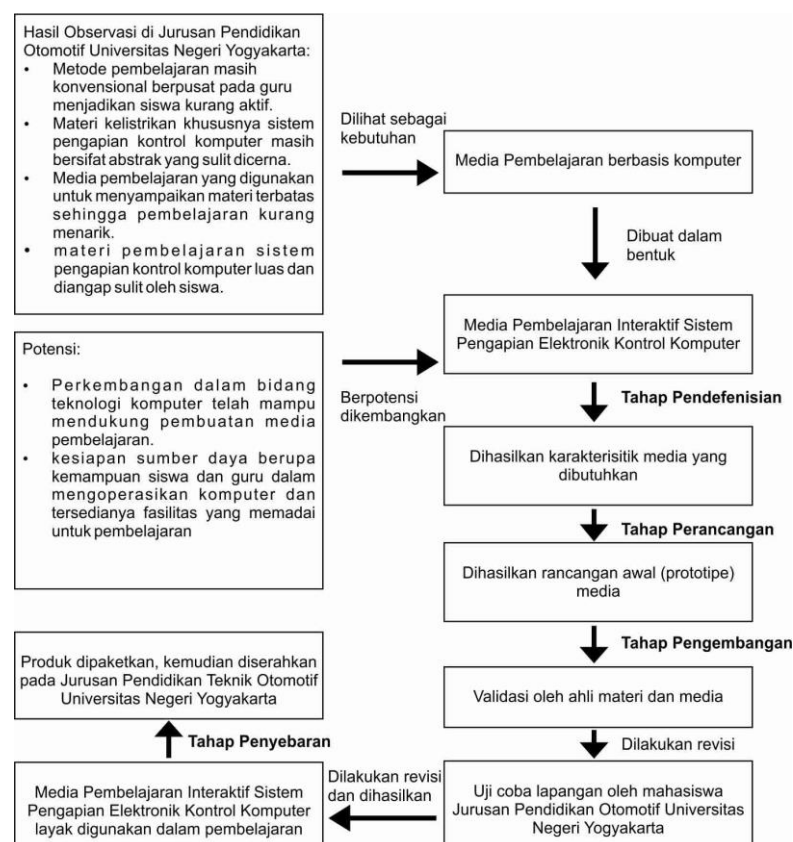 Hasil Observasi di Jurusan Pendidikan
Otomotif Universitas Negeri Yogyakarta:
• Metode pembelajaran masih
konvensional berpusat pada guru
menjadikan siswa kurang aktif.
• Materi kelistrikan khususnya sistem
pengapian kontrol komputer masih
bersifat abstrak yang sulit dicerna.
• Media pembelajaran yang digunakan
untuk menyampaikan materi terbatas
sehingga pembelajaran kurang
menarik.
• materi pembelajaran sistem
pengapian kontrol komputer luas dan
diangap sulit oleh siswa.
Dilihat sebagai
kebutuhan
Media Pembelajaran berbasis komputer
Dibuat dalam
bentuk
Media Pembelajaran Interaktif Sistem
Pengapian Elektronik Kontrol Komputer
Potensi:
• Perkembangan dalam bidang
teknologi komputer telah mampu
mendukung pembuatan media
pembelajaran.
• kesiapan sumber daya berupa
kemampuan siswa dan guru dalam
mengoperasikan komputer dan
tersedianya fasilitas yang memadai
untuk pembelajaran
Berpotensi
dikembangkan
Tahap Pendefenisian
Dihasilkan karakterisitik media yang
dibutuhkan
Tahap Perancangan
Dihasilkan rancangan awal (prototipe)
media
Tahap Pengembangan
Validasi oleh ahli materi dan media
Dilakukan revisi
Uji coba lapangan oleh mahasiswa
Jurusan Pendidikan Otomotif Universitas
Negeri Yogyakarta
Dilakukan revisi
dan dihasilkan
Media Pembelajaran Interaktif Sistem
Pengapian Elektronik Kontrol Komputer
layak digunakan dalam pembelajaran
Tahap Penyebaran
Produk dipaketkan, kemudian diserahkan
pada Jurusan Pendidikan Teknik Otomotif
Universitas Negeri Yogyakarta